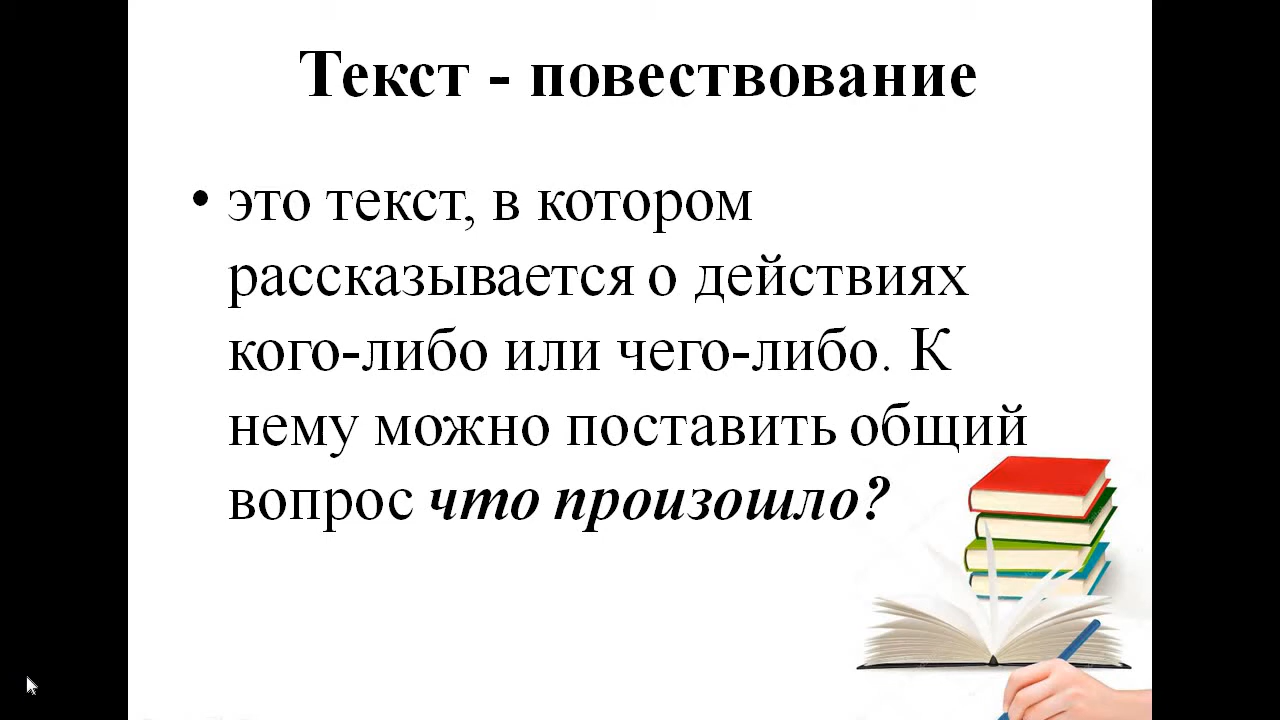 Текст - повествование
• это текст, в котором
рассказывается о действиях
кого-либо или чего-либо. К
нему можно поставить общий
вопрос что произошло?